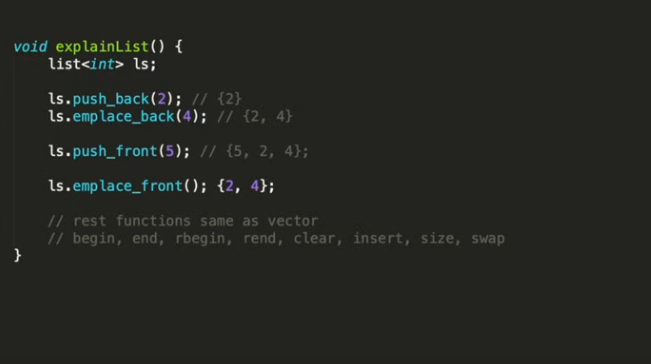 void explainList() {
list<int> ls;
ls.push_back(2); // {2}
ls.emplace_back(4); // {2, 4}
ls.push_front(5); // {5, 2, 4};
ls.emplace_front(); {2, 4};
// rest functions same as vector
// begin, end, rbegin, rend, clear, insert, size, swap
}